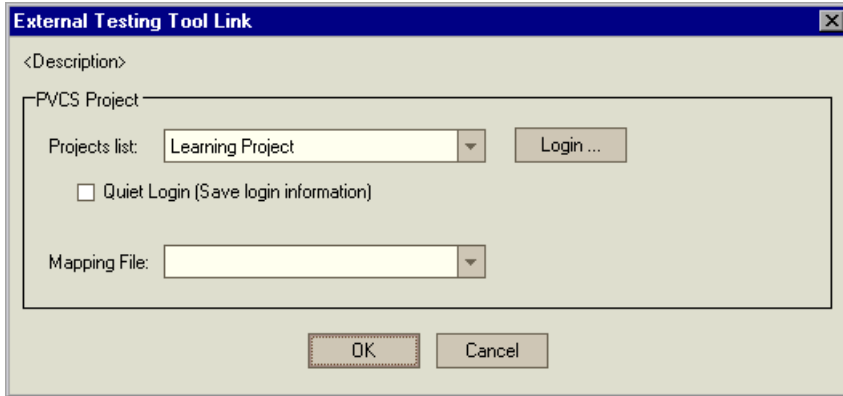 External Testing Tool Link
<Description>
PVCS Project
Projects list: Learning Project Login ...
Quiet Login (Save login information)
Mapping File:
OK Cancel